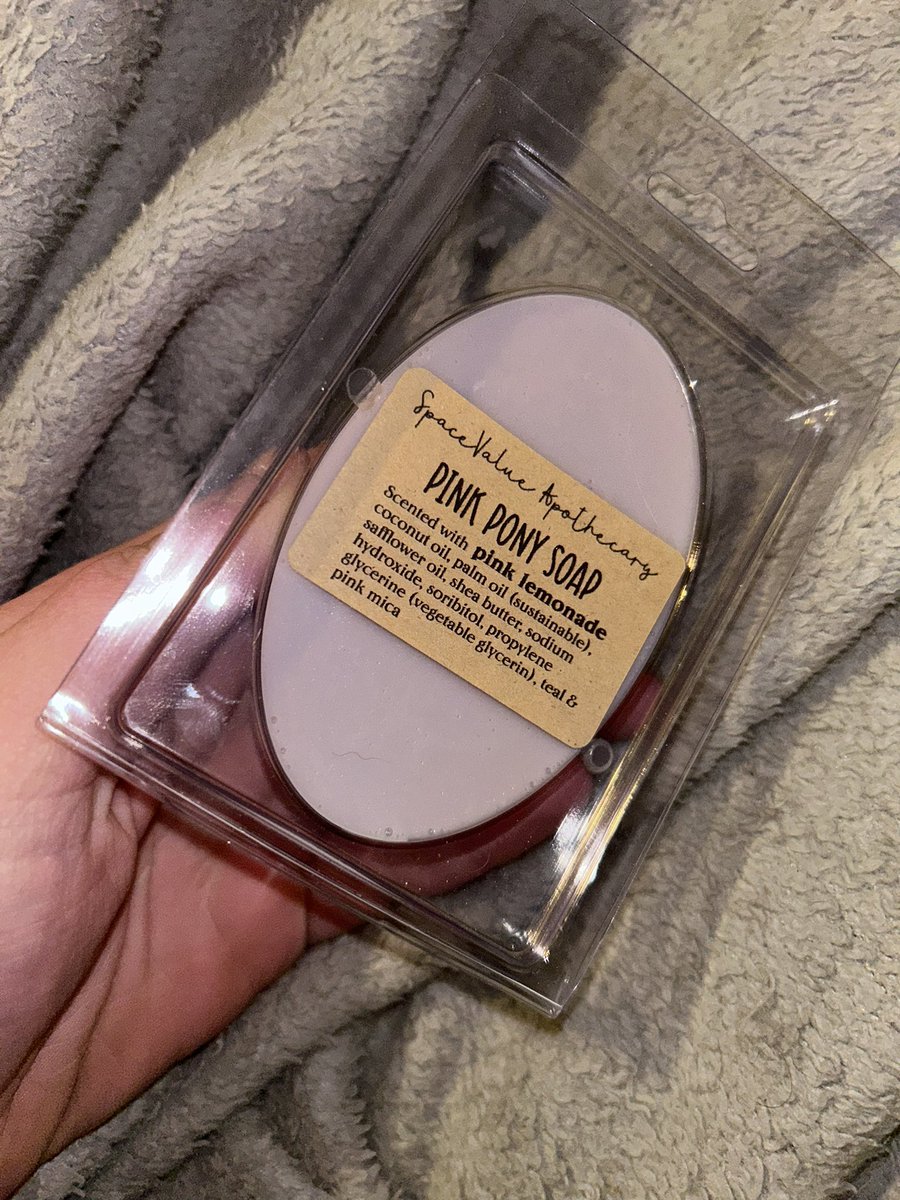 SpaceValue Apothecary
PINK PONY SOAP
Scented with pink lemonade
coconut oil, palm oil (sustainable),
safflower oil, shea butter, sodium
hydroxide, soribitol, propylene
glycerine (vegetable glycerin), teal &
pink mica